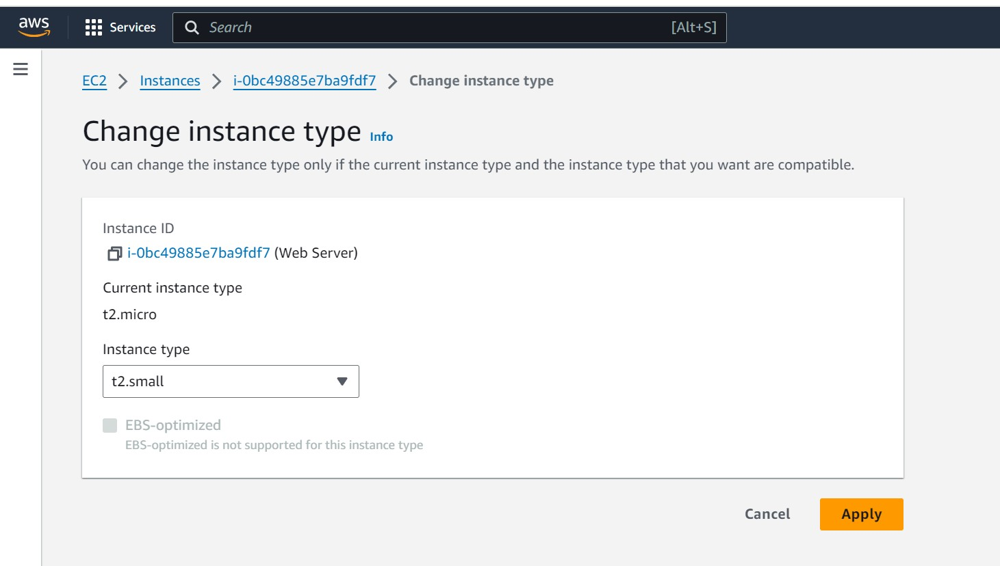 aws
Services
Search
[Alt+S]
EC2 > Instances > i-0bc49885e7ba9fdf7 > Change instance type
Change instance type Info
You can change the instance type only if the current instance type and the instance type that you want are compatible.
Instance ID
i-0bc49885e7ba9fdf7 (Web Server)
Current instance type
t2.micro
Instance type
t2.small
EBS-optimized
EBS-optimized is not supported for this instance type
Cancel
Apply